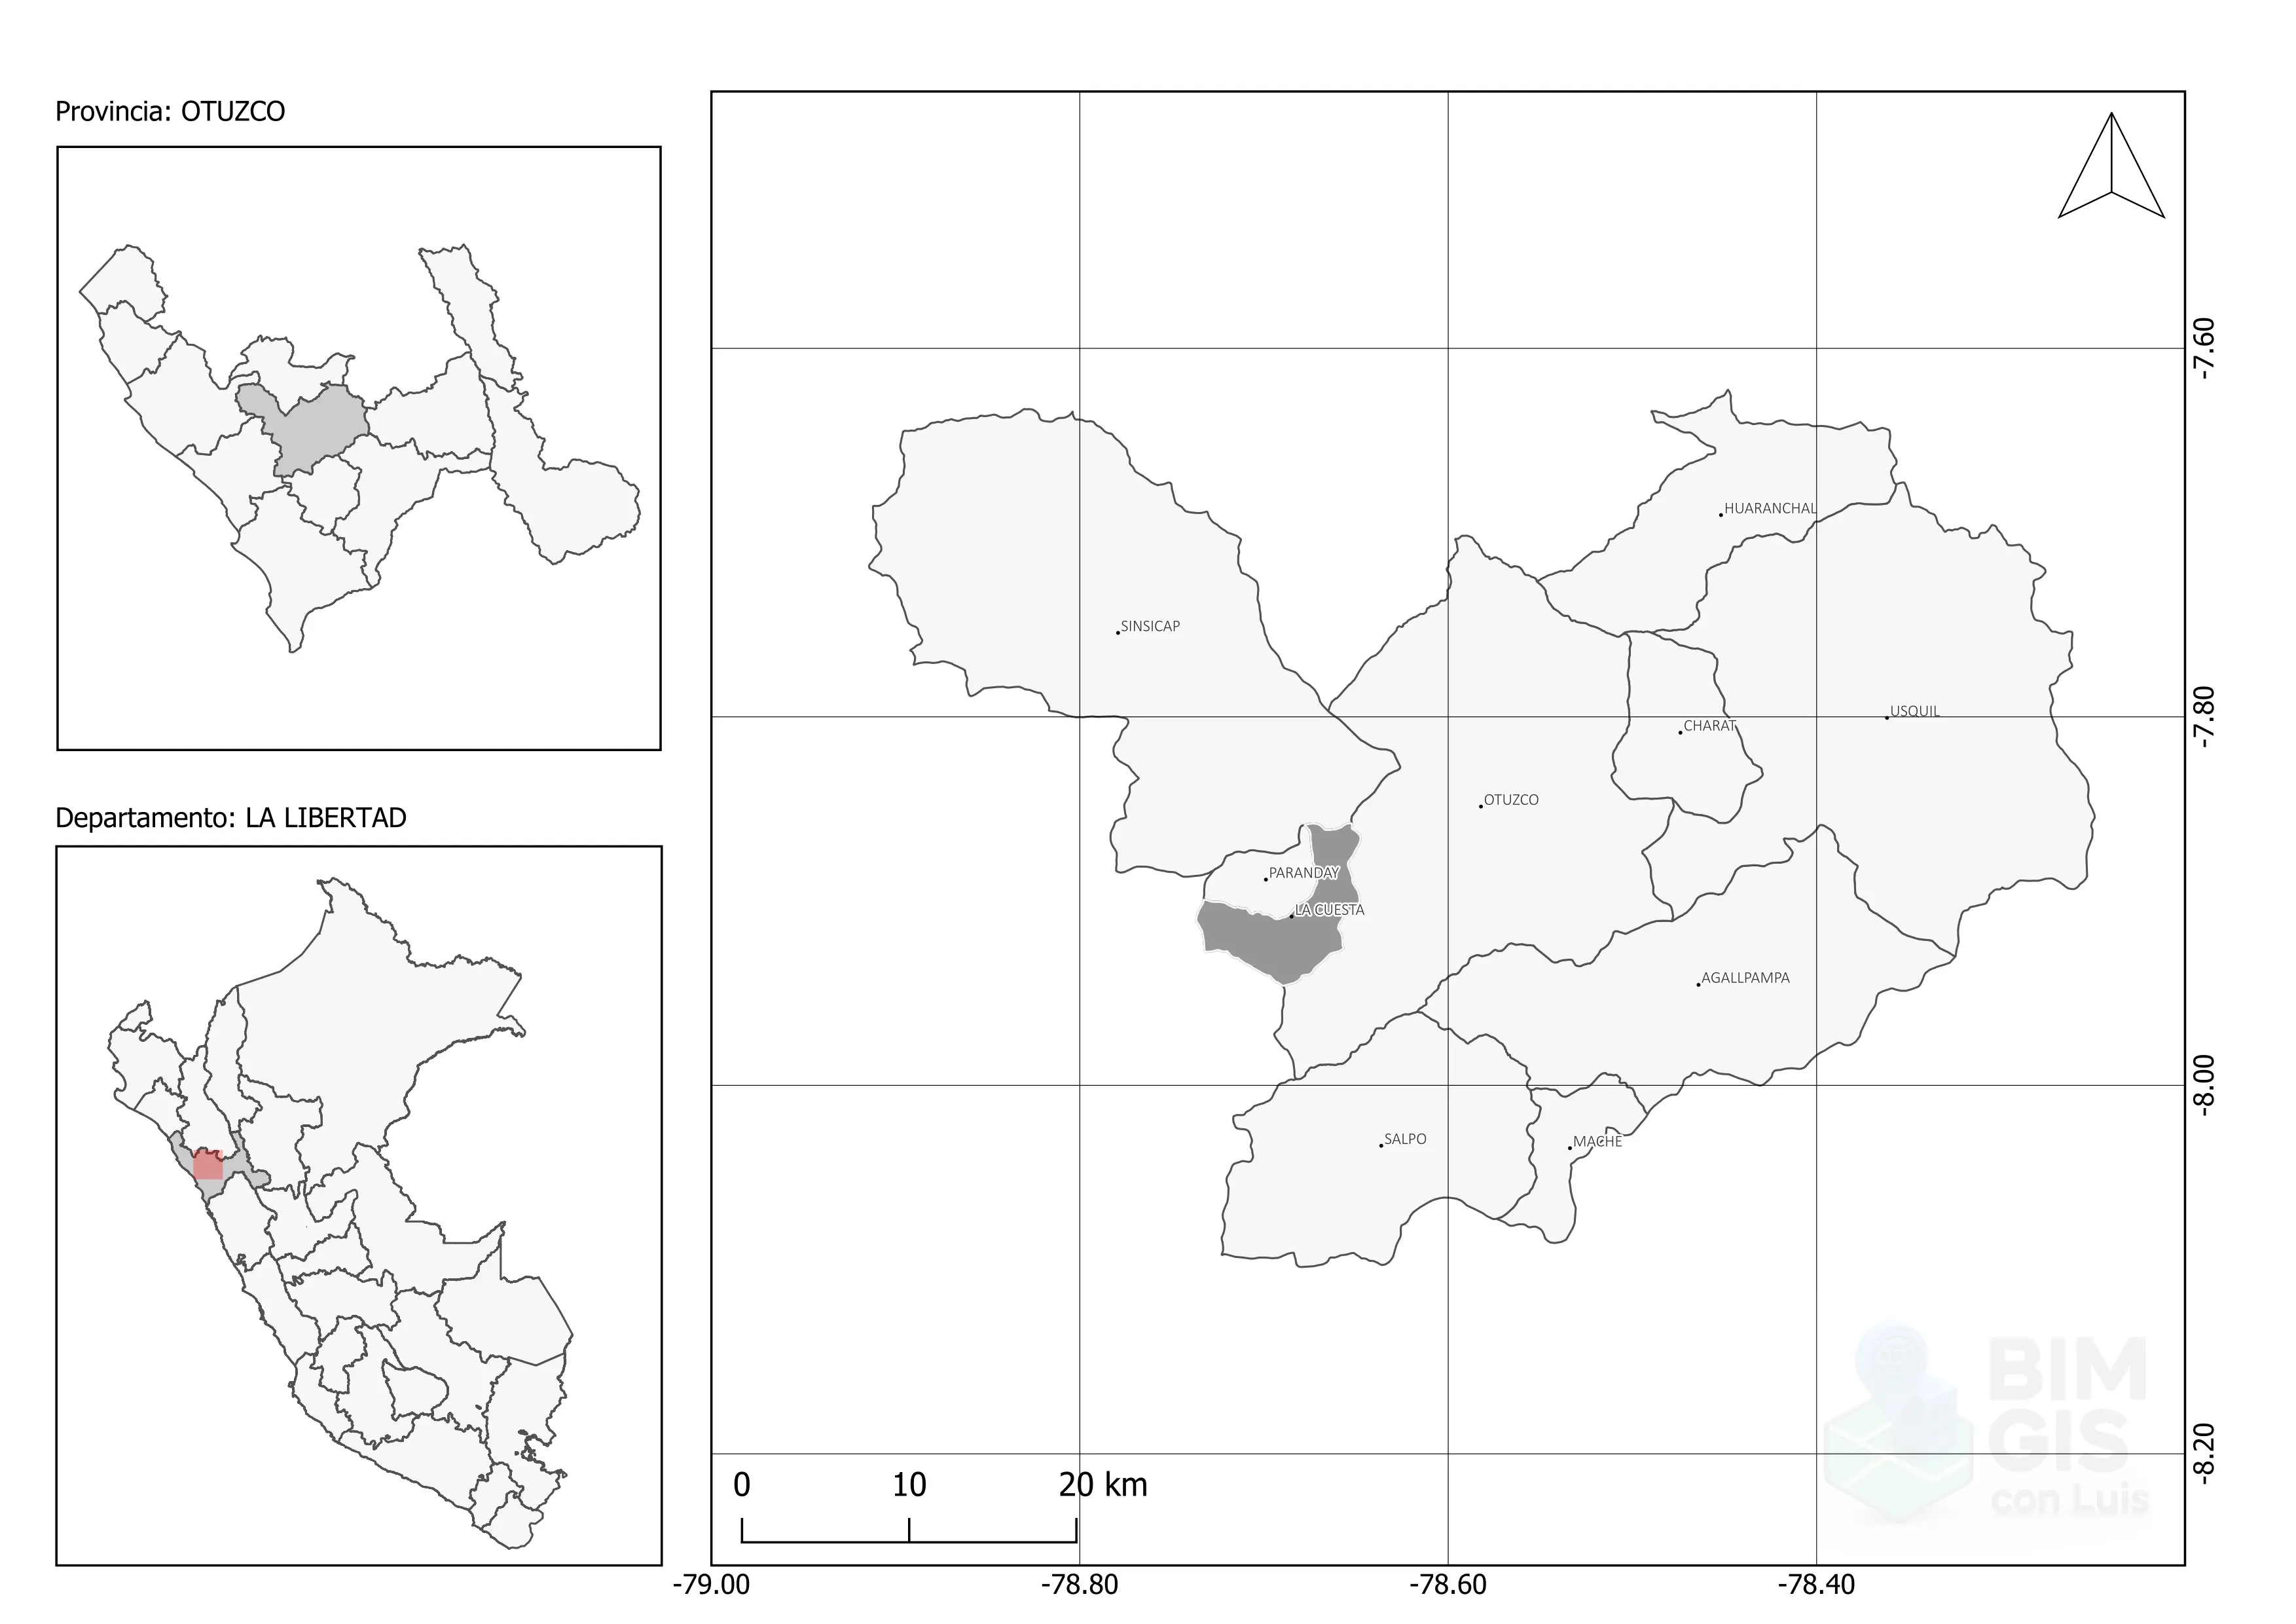 Provincia: OTUZCO
Departamento: LA LIBERTAD
HUARANCHAL
SINSICAP
USQUIL
CHARAT
OTUZCO
PARANDAY
LA CUESTA
AGALLPAMPA
SALPO
MACHE
-7.60
-7.80
-8.00
-8.20
BIM
GIS
con Luis
0 10 20 km
-79.00 -78.80 -78.60 -78.40